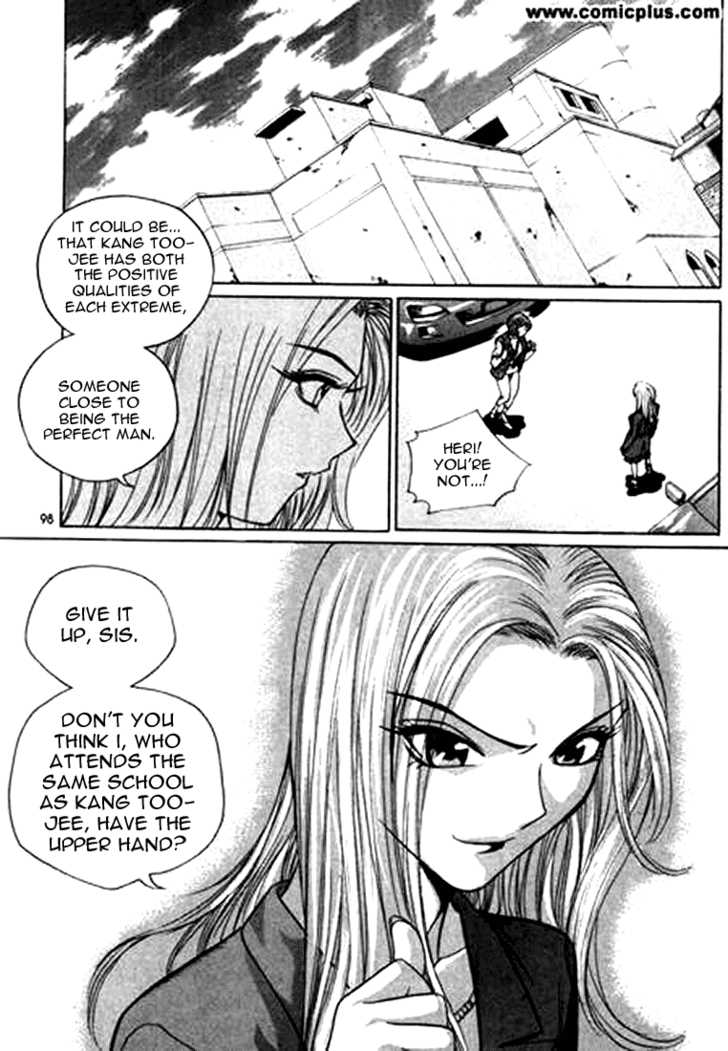 www.comicplus.com
IT COULD BE...
THAT KANG TOO-
JEE HAS BOTH
THE POSITIVE
QUALITIES OF
EACH EXTREME,
SOMEONE
CLOSE TO
BEING THE
PERFECT MAN.
HERI!
YOU'RE
NOT...!
98
GIVE IT
UP, SIS.
DON'T YOU
THINK I, WHO
ATTENDS THE
SAME SCHOOL
AS KANG TOO-
JEE, HAVE THE
UPPER HAND?